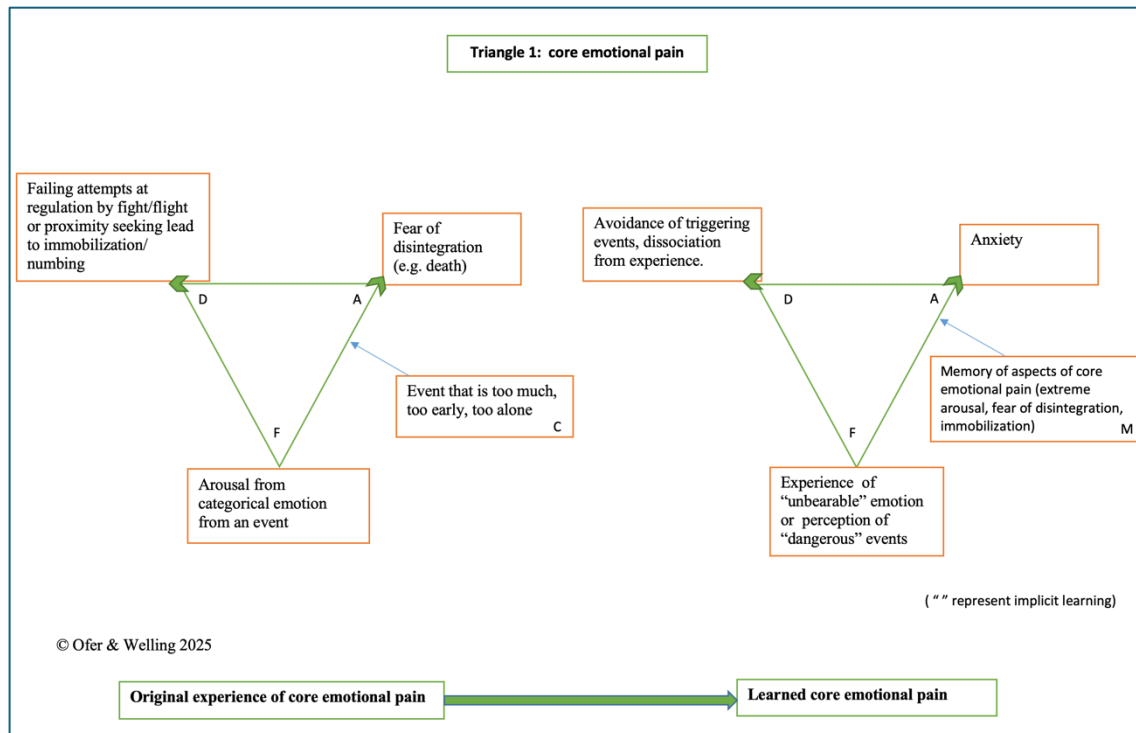 Triangle 1: core emotional pain
Failing attempts at
regulation by fight/flight
or proximity seeking lead
to immobilization/
numbing
Fear of
disintegration
(e.g. death)
D
A
Event that is too much,
too early, too alone
C
F
Arousal from
categorical emotion
from an event
Avoidance of triggering
events, dissociation
from experience.
Anxiety
D
A
Memory of aspects of core
emotional pain (extreme
arousal, fear of disintegration,
immobilization)
M
F
Experience of
“unbearable” emotion
or perception of
“dangerous” events
( “ ” represent implicit learning)
© Ofer & Welling 2025
Original experience of core emotional pain
Learned core emotional pain